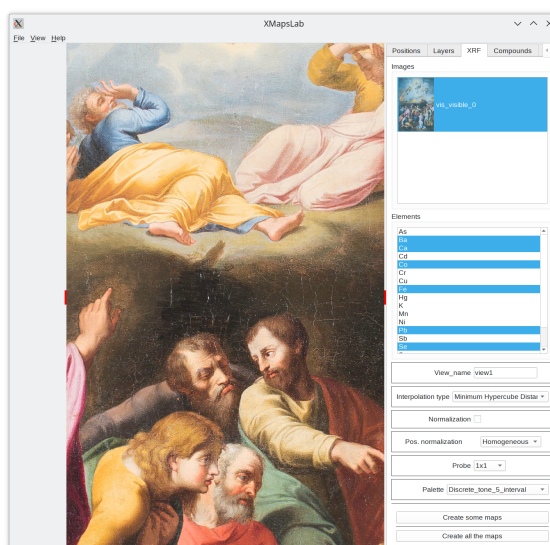 XMapsLab
File View Help
Positions Layers XRF Compounds
Images
vis_visible_0
Elements
As
Ba
Ca
Cd
Co
Cr
Cu
Fe
Hg
K
Mn
Ni
Pb
Sb
Se
View_name view1
Interpolation type Minimum Hypercube Distan
Normalization
Pos. normalization Homogeneous
Probe 1x1
Palette Discrete_tone_5_interval
Create some maps
Create all the maps